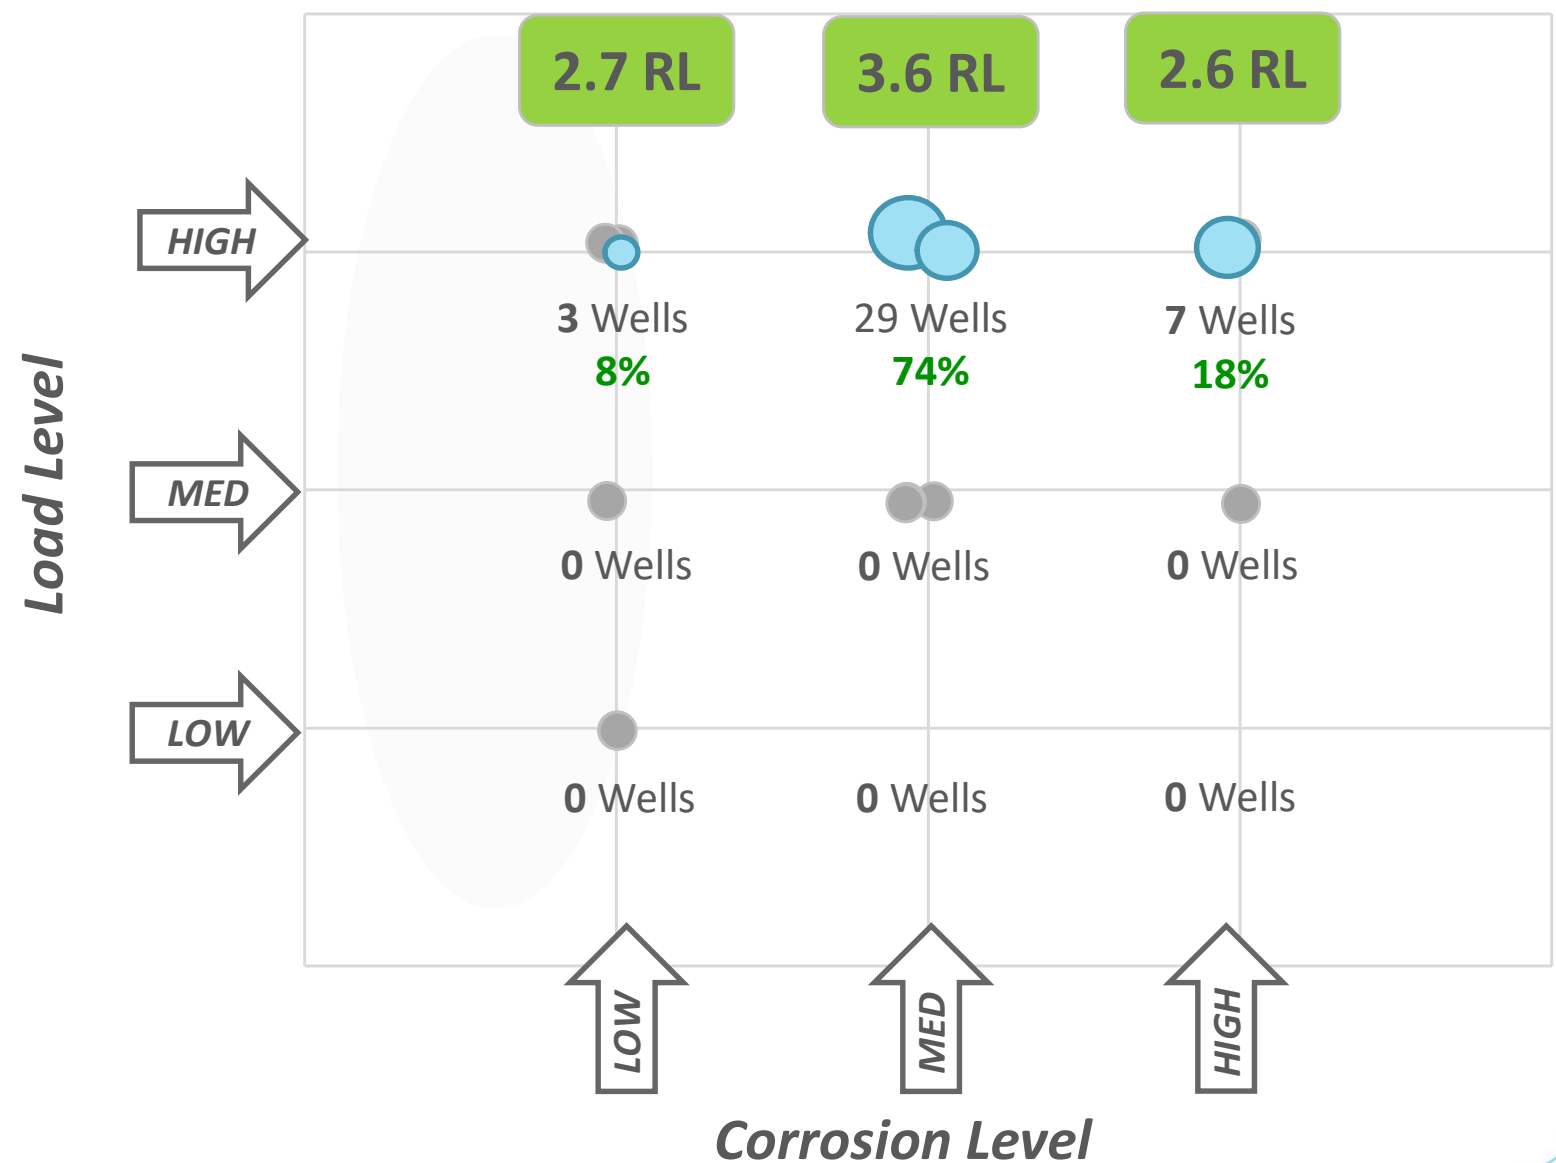 2.7 RL
3.6 RL
2.6 RL
HIGH
3 Wells
29 Wells
7 Wells
8%
74%
18%
Load Level
MED
0 Wells
0 Wells
0 Wells
LOW
0 Wells
0 Wells
0 Wells
LOW
MED
HIGH
Corrosion Level